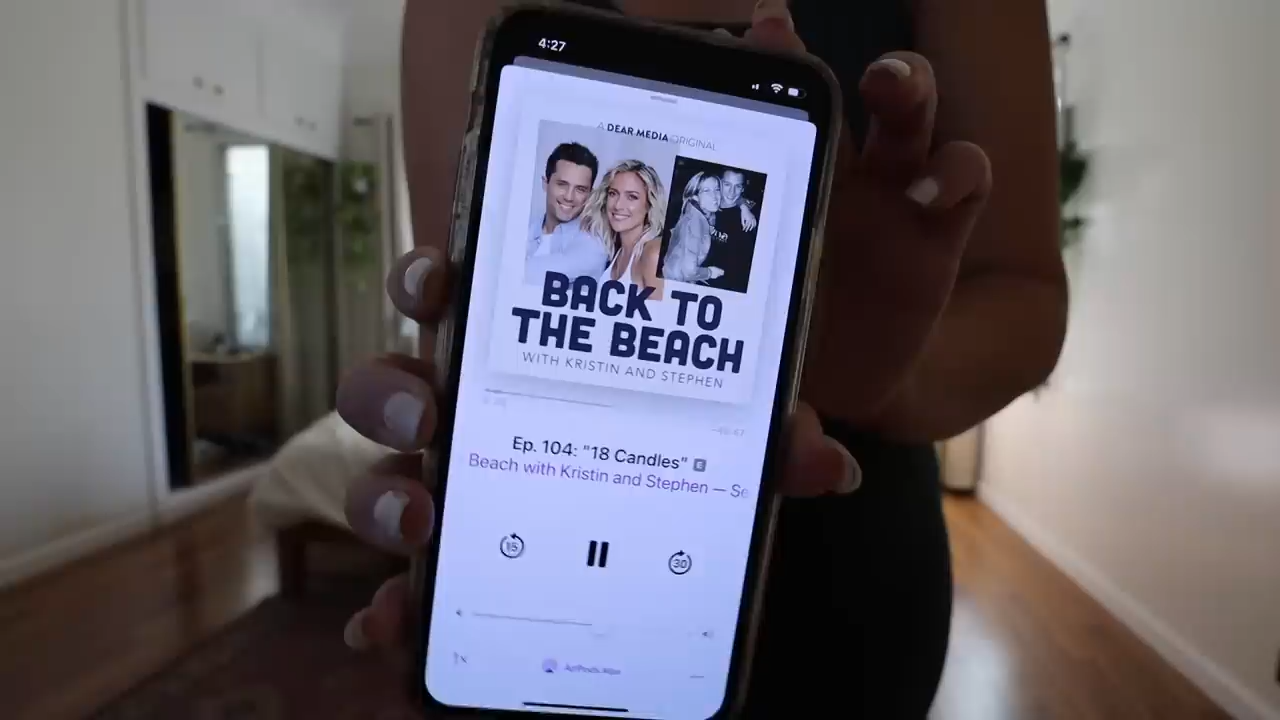 4:27
A DEAR MEDIA ORIGINAL
BACK TO
THE BEACH
WITH KRISTIN AND STEPHEN
Ep. 104: "18 Candles" E
Beach with Kristin and Stephen — Se
15
30
1x